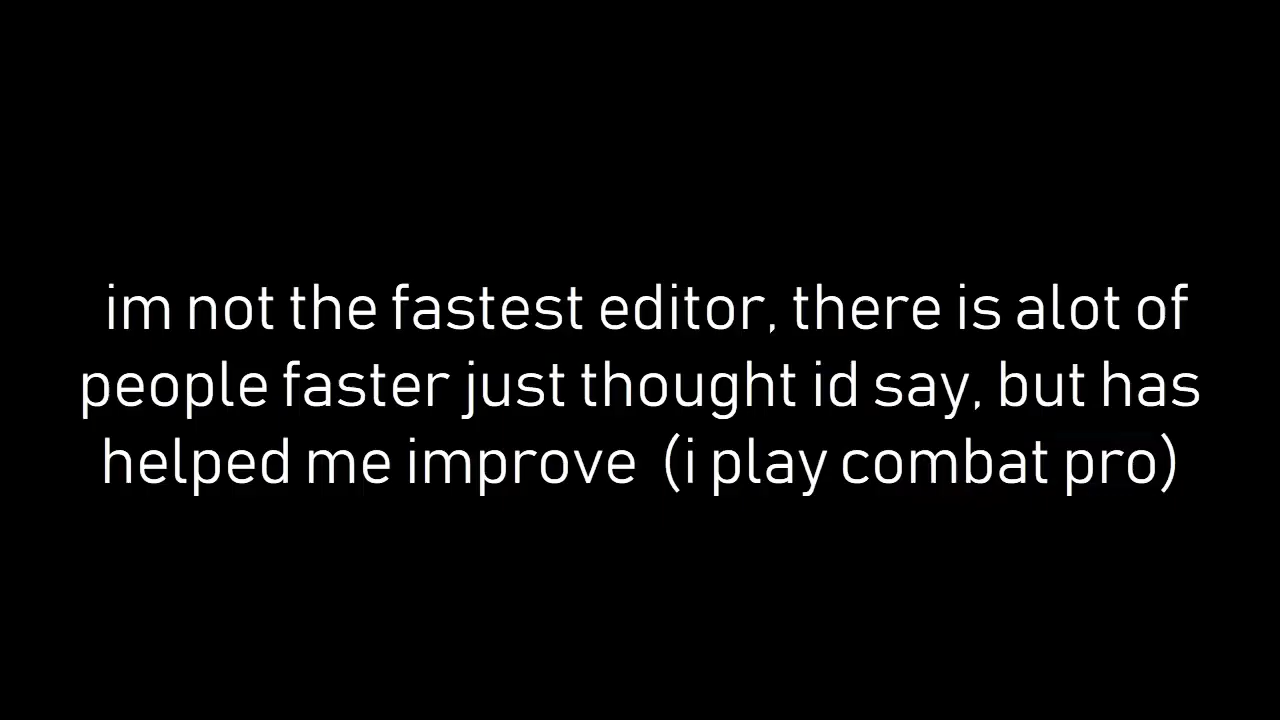 im not the fastest editor, there is alot of
people faster just thought id say, but has
helped me improve (i play combat pro)